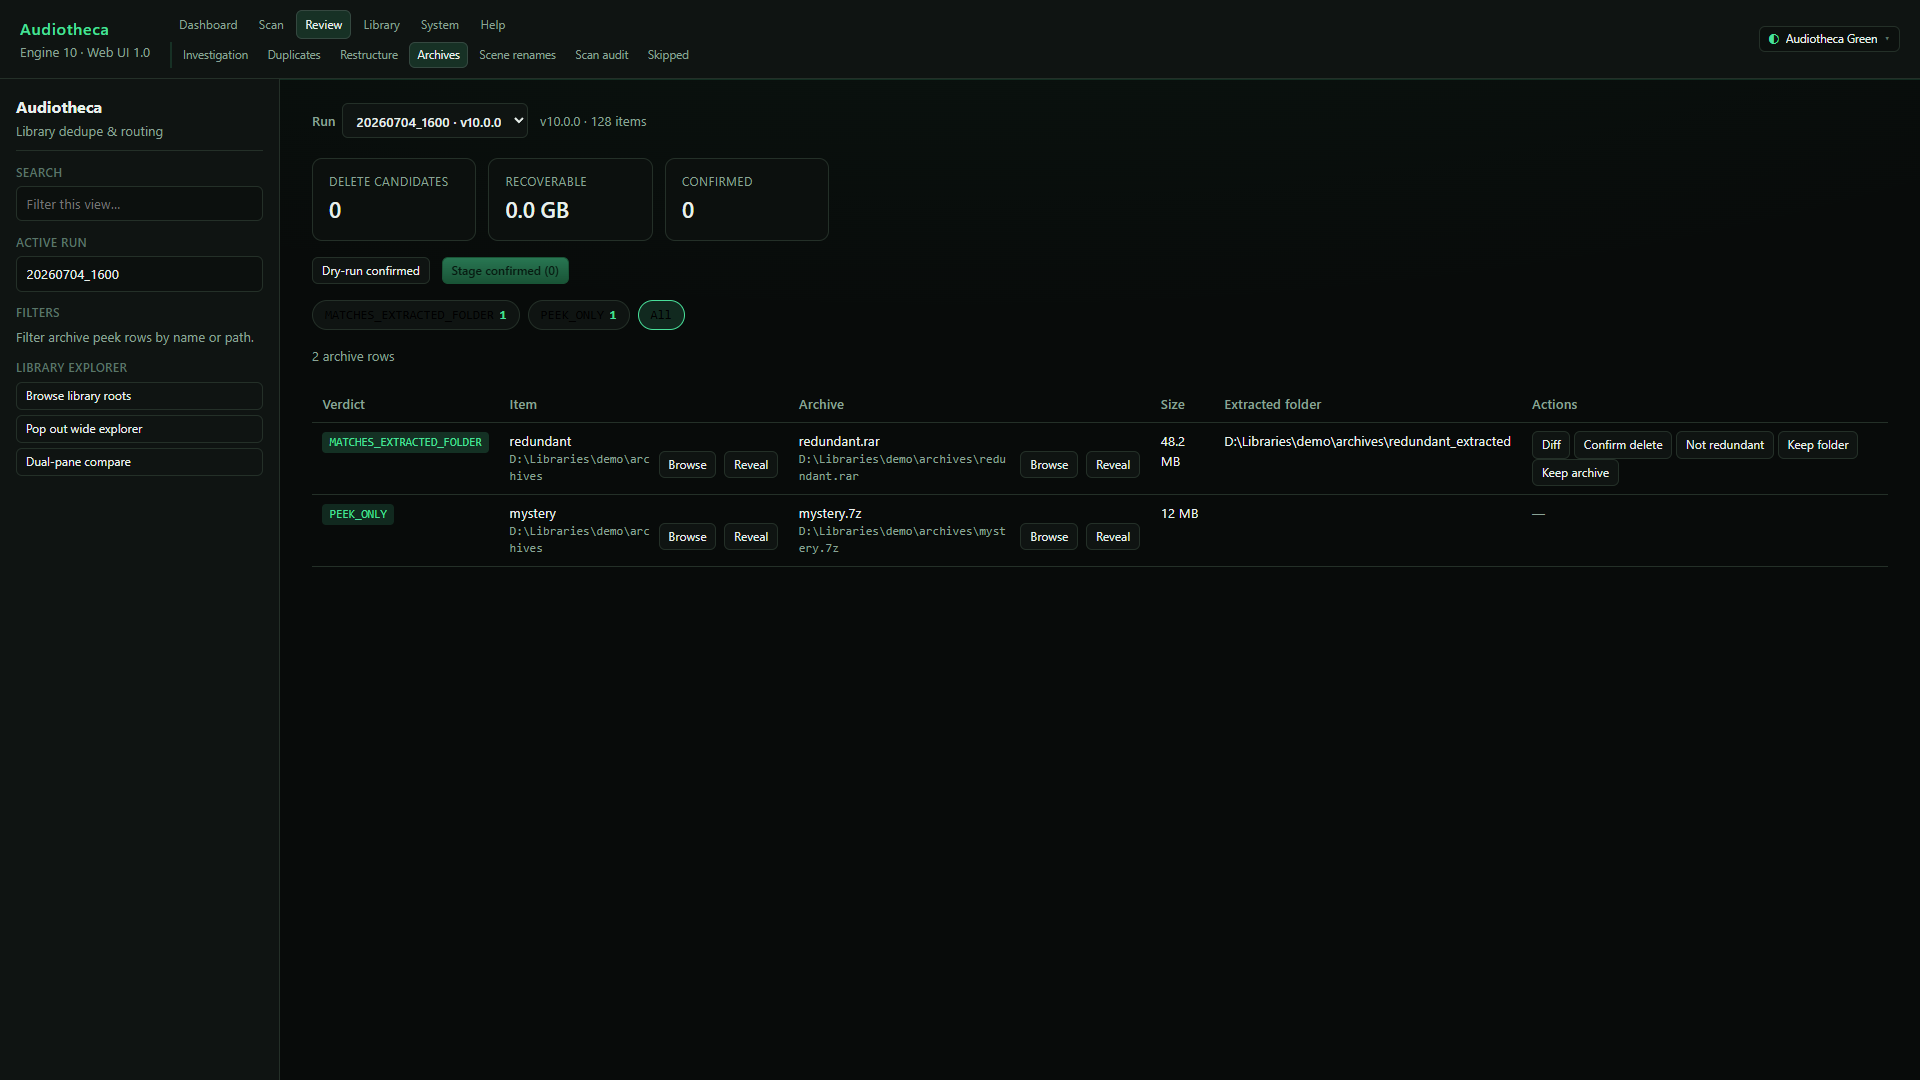 Audiotheca
Engine 10 · Web UI 1.0
Dashboard Scan Review Library System Help
Investigation Duplicates Restructure Archives Scene renames Scan audit Skipped
Audiotheca Green
Audiotheca
Library dedupe & routing
SEARCH
Filter this view...
ACTIVE RUN
20260704_1600
FILTERS
Filter archive peek rows by name or path.
LIBRARY EXPLORER
Browse library roots
Pop out wide explorer
Dual-pane compare
Run 20260704_1600 · v10.0.0 v10.0.0 · 128 items
DELETE CANDIDATES
0
RECOVERABLE
0.0 GB
CONFIRMED
0
Dry-run confirmed Stage confirmed (0)
MATCHES_EXTRACTED_FOLDER 1 PEEK_ONLY 1 All
2 archive rows
Verdict Item Archive Size Extracted folder Actions
MATCHES_EXTRACTED_FOLDER
redundant
D:\Libraries\demo\arc
hives
Browse Reveal
redundant.rar
D:\Libraries\demo\archives\redu
ndant.rar
Browse Reveal
48.2
MB
D:\Libraries\demo\archives\redundant_extracted
Diff Confirm delete Not redundant Keep folder
Keep archive
PEEK_ONLY
mystery
D:\Libraries\demo\arc
hives
Browse Reveal
mystery.7z
D:\Libraries\demo\archives\myst
ery.7z
Browse Reveal
12 MB
—